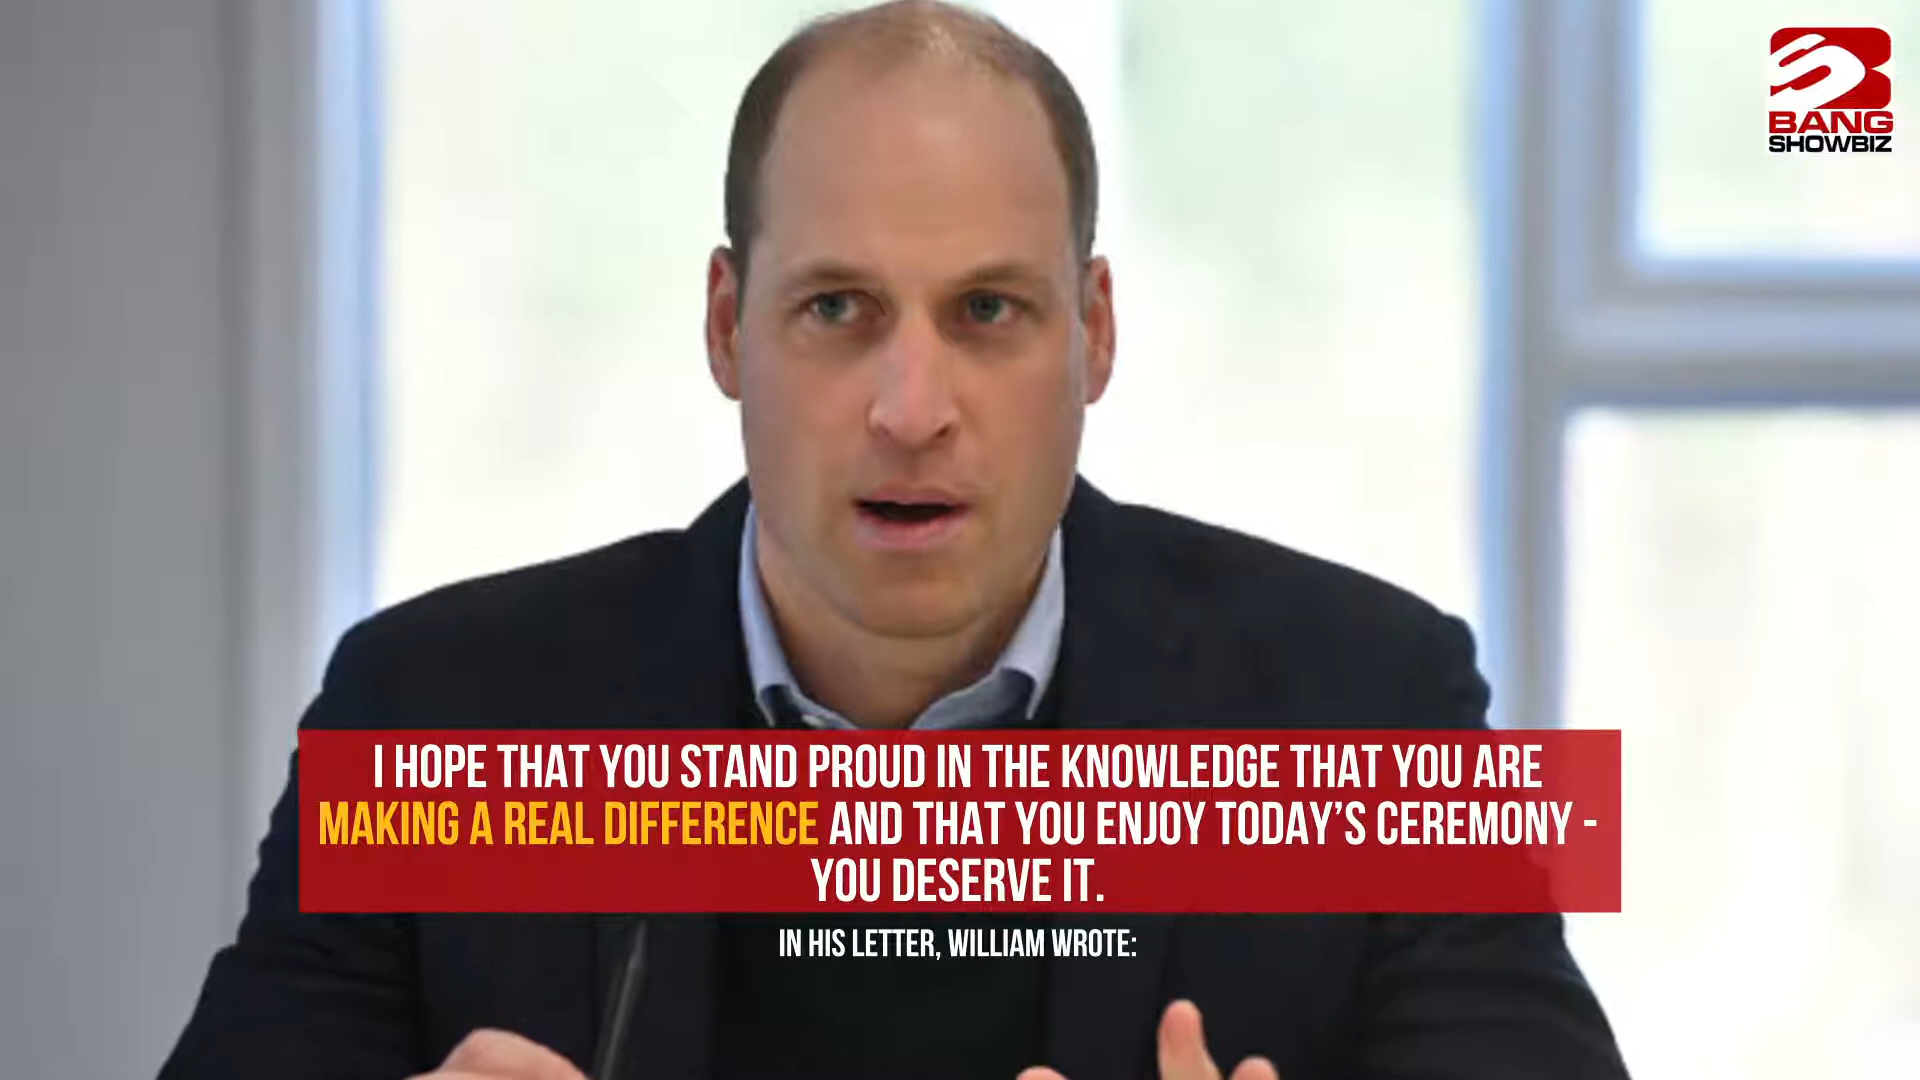 BANG
SHOWBIZ
I HOPE THAT YOU STAND PROUD IN THE KNOWLEDGE THAT YOU ARE
MAKING A REAL DIFFERENCE AND THAT YOU ENJOY TODAY’S CEREMONY -
YOU DESERVE IT.
IN HIS LETTER, WILLIAM WROTE: